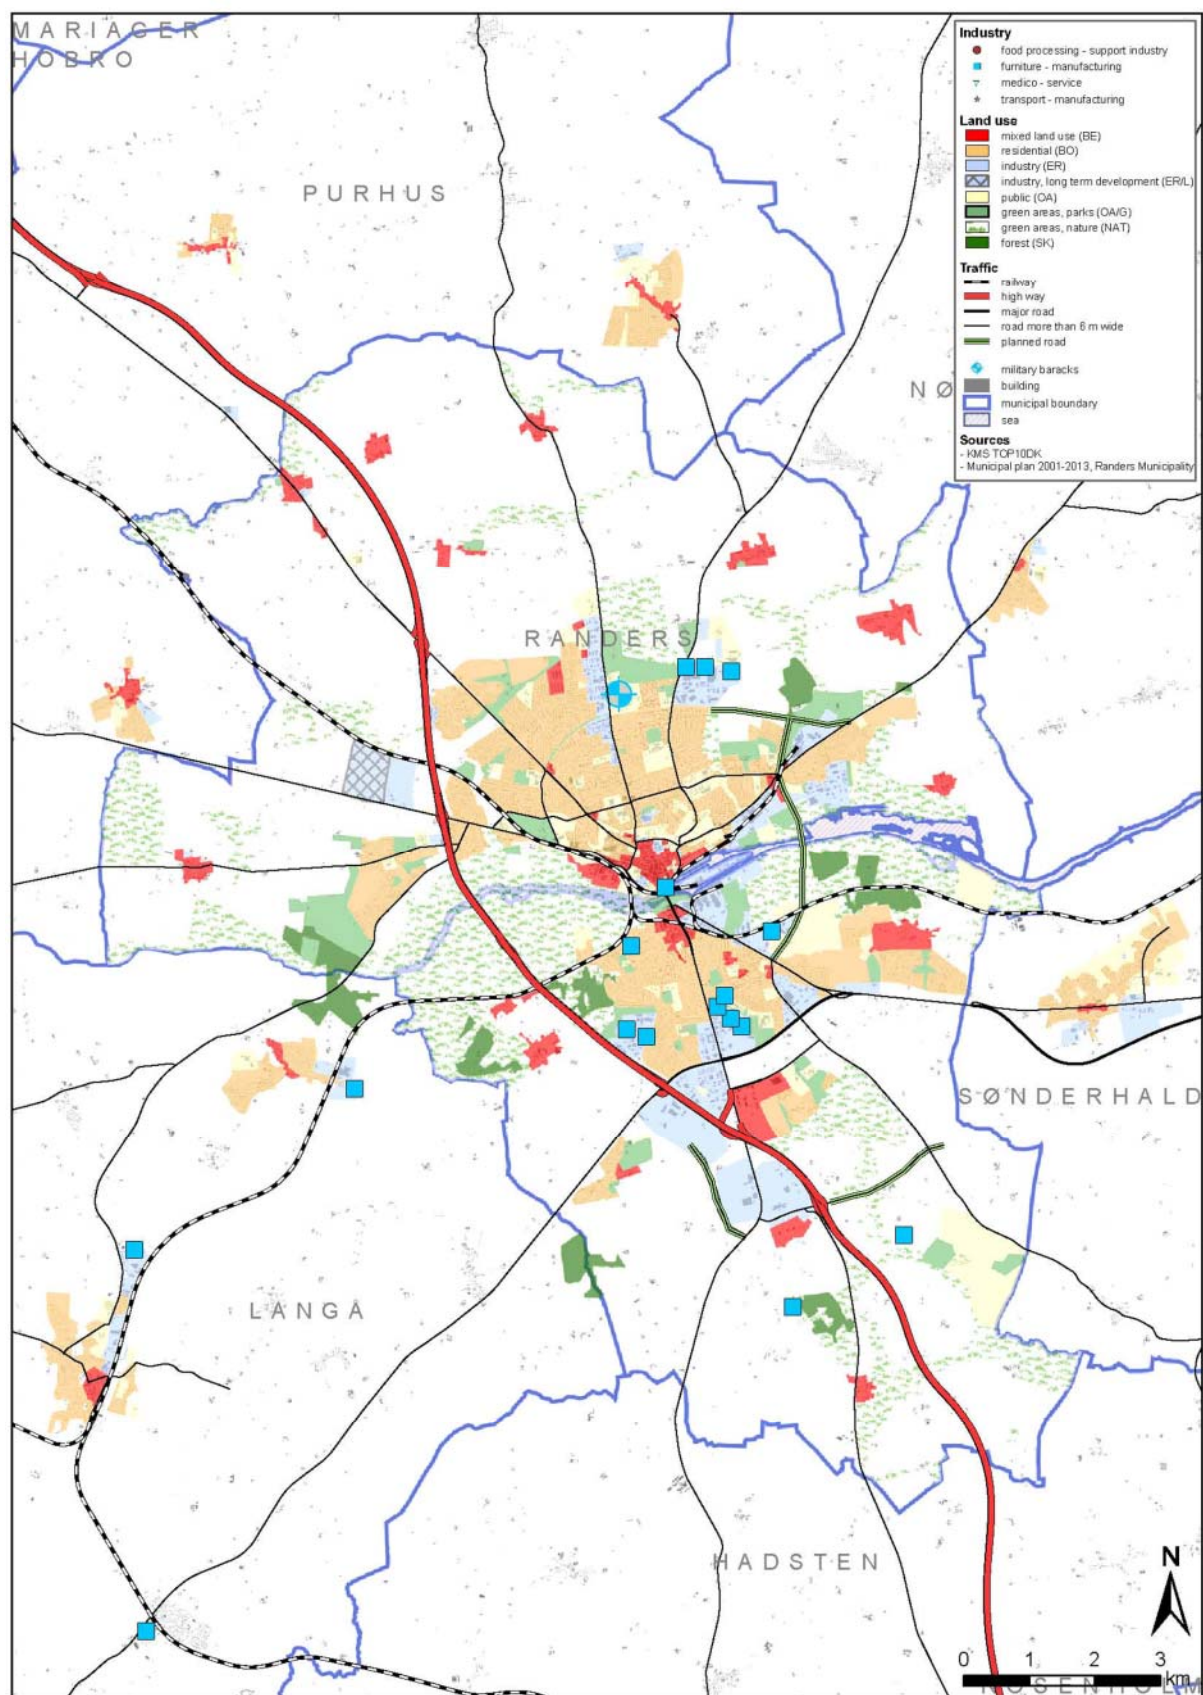 MARIAGER
HOBRO
Industry
food processing - support industry
furniture - manufacturing
medico - service
transport - manufacturing
Land use
mixed land use (BE)
residential (BO)
industry (ER)
industry, long term development (ER/L)
public (OA)
green areas, parks (OA/G)
green areas, nature (NAT)
forest (SK)
Traffic
railway
high way
major road
road more than 6 m wide
planned road
military baracks
building
municipal boundary
sea
Sources
- KMS TOP10DK
- Municipal plan 2001-2013, Randers Municipality
PURHUS
NØ
RANDERS
SØNDERHALD
LANGÅ
HADSTEN
N
0 1 2 3
km
ROSENHOLM